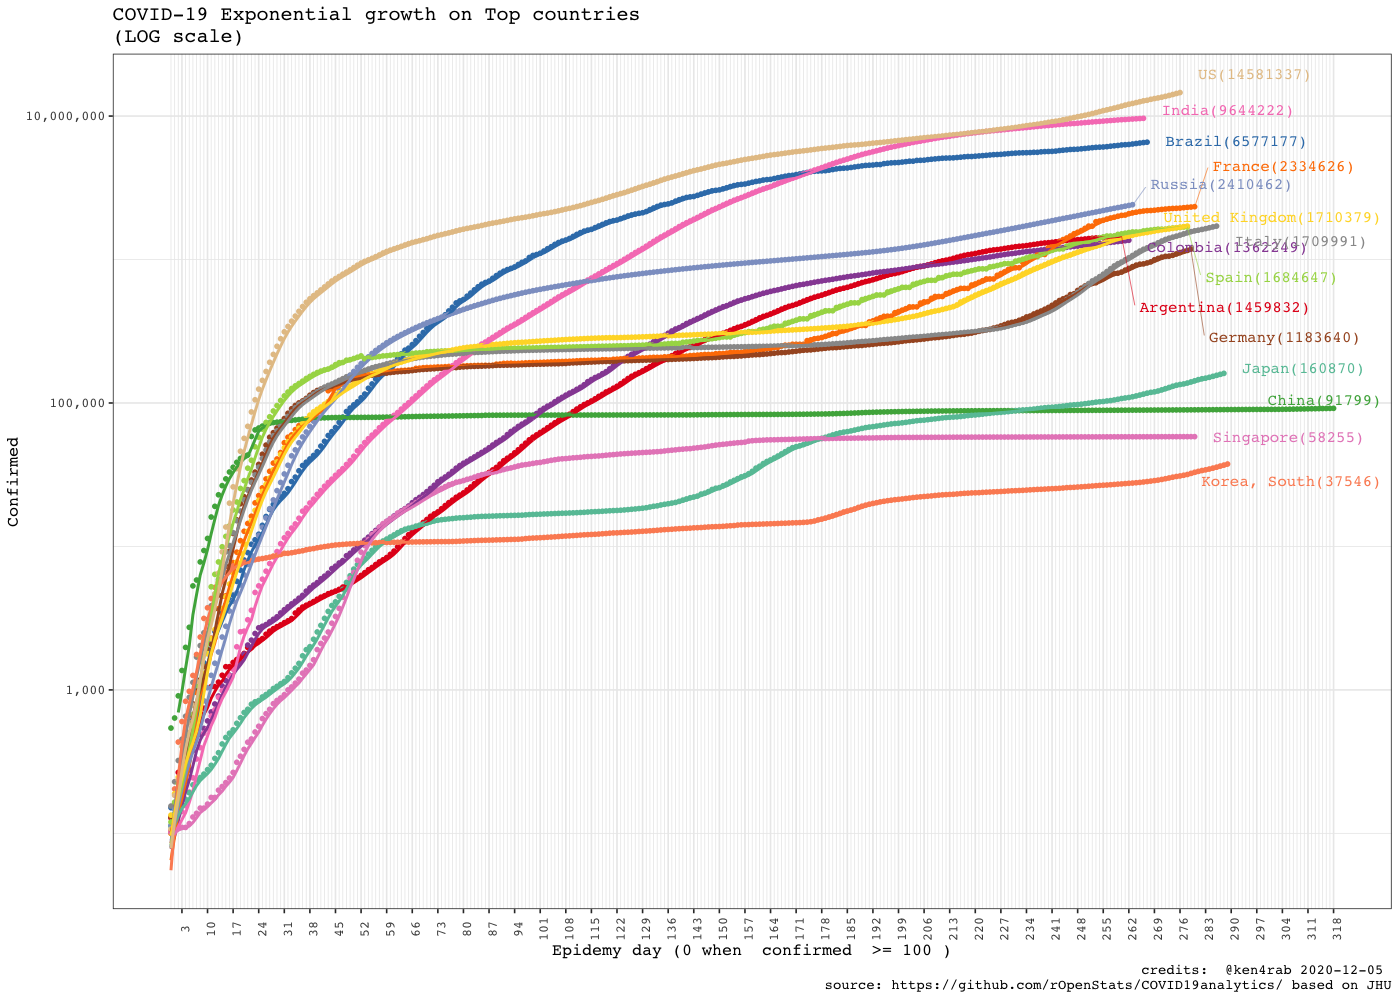 COVID-19 Exponential growth on Top countries
(LOG scale)
US(14581337)
10,000,000
India(9644222)
Brazil(6577177)
France(2334626)
Russia(2410462)
United Kingdom(1710379)
Italy(1709991)
Colombia(1362249)
Spain(1684647)
Argentina(1459832)
Germany(1183640)
Japan(160870)
100,000
China(91799)
Singapore(58255)
Korea, South(37546)
1,000
Confirmed
3 10 17 24 31 38 45 52 59 66 73 80 87 94 101 108 115 122 129 136 143 150 157 164 171 178 185 192 199 206 213 220 227 234 241 248 255 262 269 276 283 290 297 304 311 318
Epidemy day (0 when  confirmed  >= 100 )
credits:  @ken4rab 2020-12-05
source: https://github.com/rOpenStats/COVID19analytics/ based on JHU